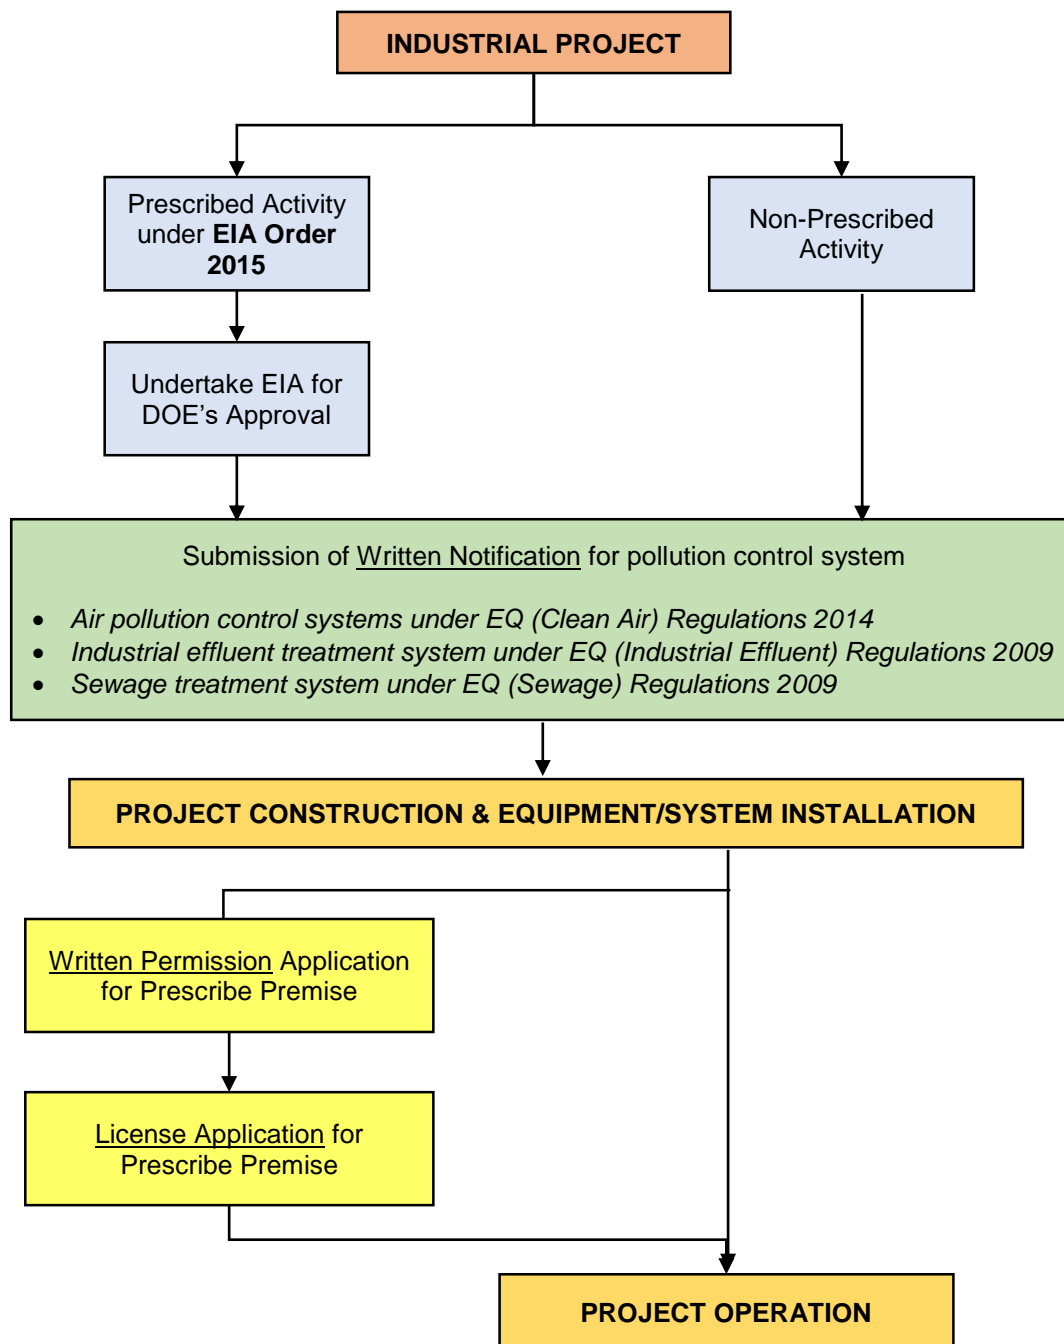 INDUSTRIAL PROJECT
Prescribed Activity
under EIA Order
2015
Non-Prescribed
Activity
Undertake EIA for
DOE’s Approval
Submission of Written Notification for pollution control system
• Air pollution control systems under EQ (Clean Air) Regulations 2014
• Industrial effluent treatment system under EQ (Industrial Effluent) Regulations 2009
• Sewage treatment system under EQ (Sewage) Regulations 2009
PROJECT CONSTRUCTION & EQUIPMENT/SYSTEM INSTALLATION
Written Permission Application
for Prescribe Premise
License Application for
Prescribe Premise
PROJECT OPERATION